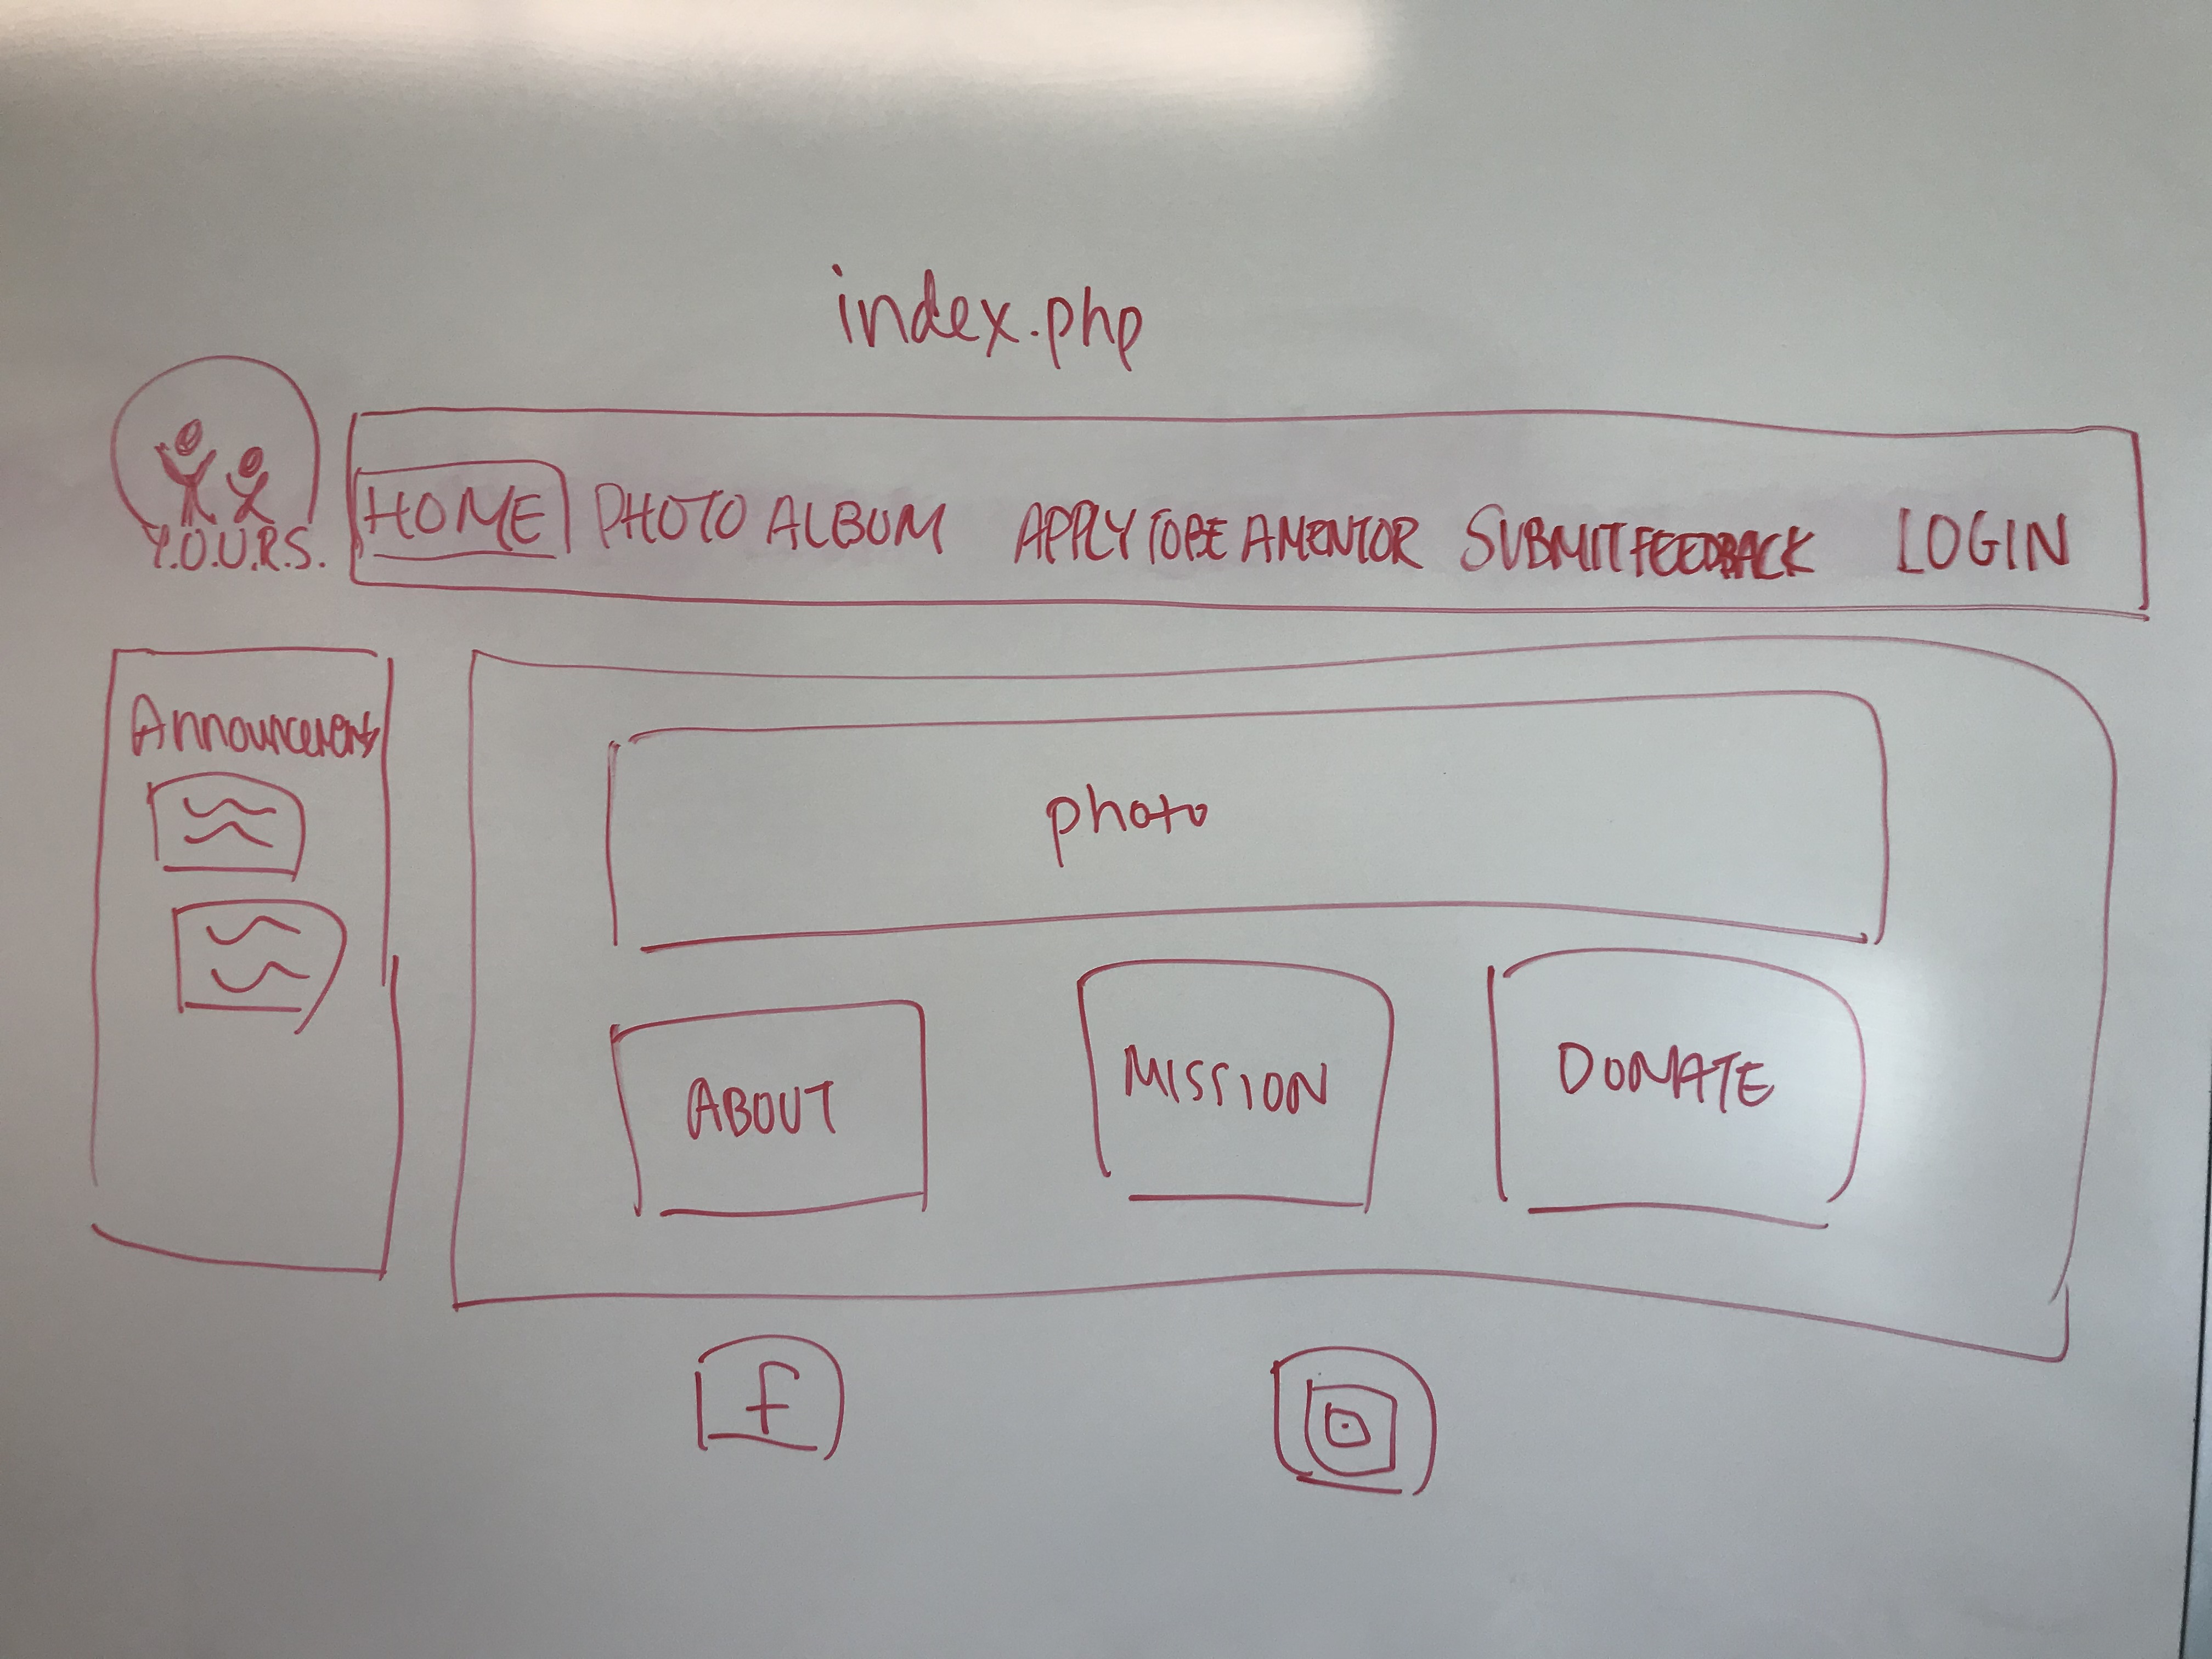 index.php
Y.O.U.R.S.
HOME PHOTO ALBUM APPLY TO BE A MENTOR SUBMIT FEEDBACK LOGIN
Announcements
photo
ABOUT MISSION DONATE
f